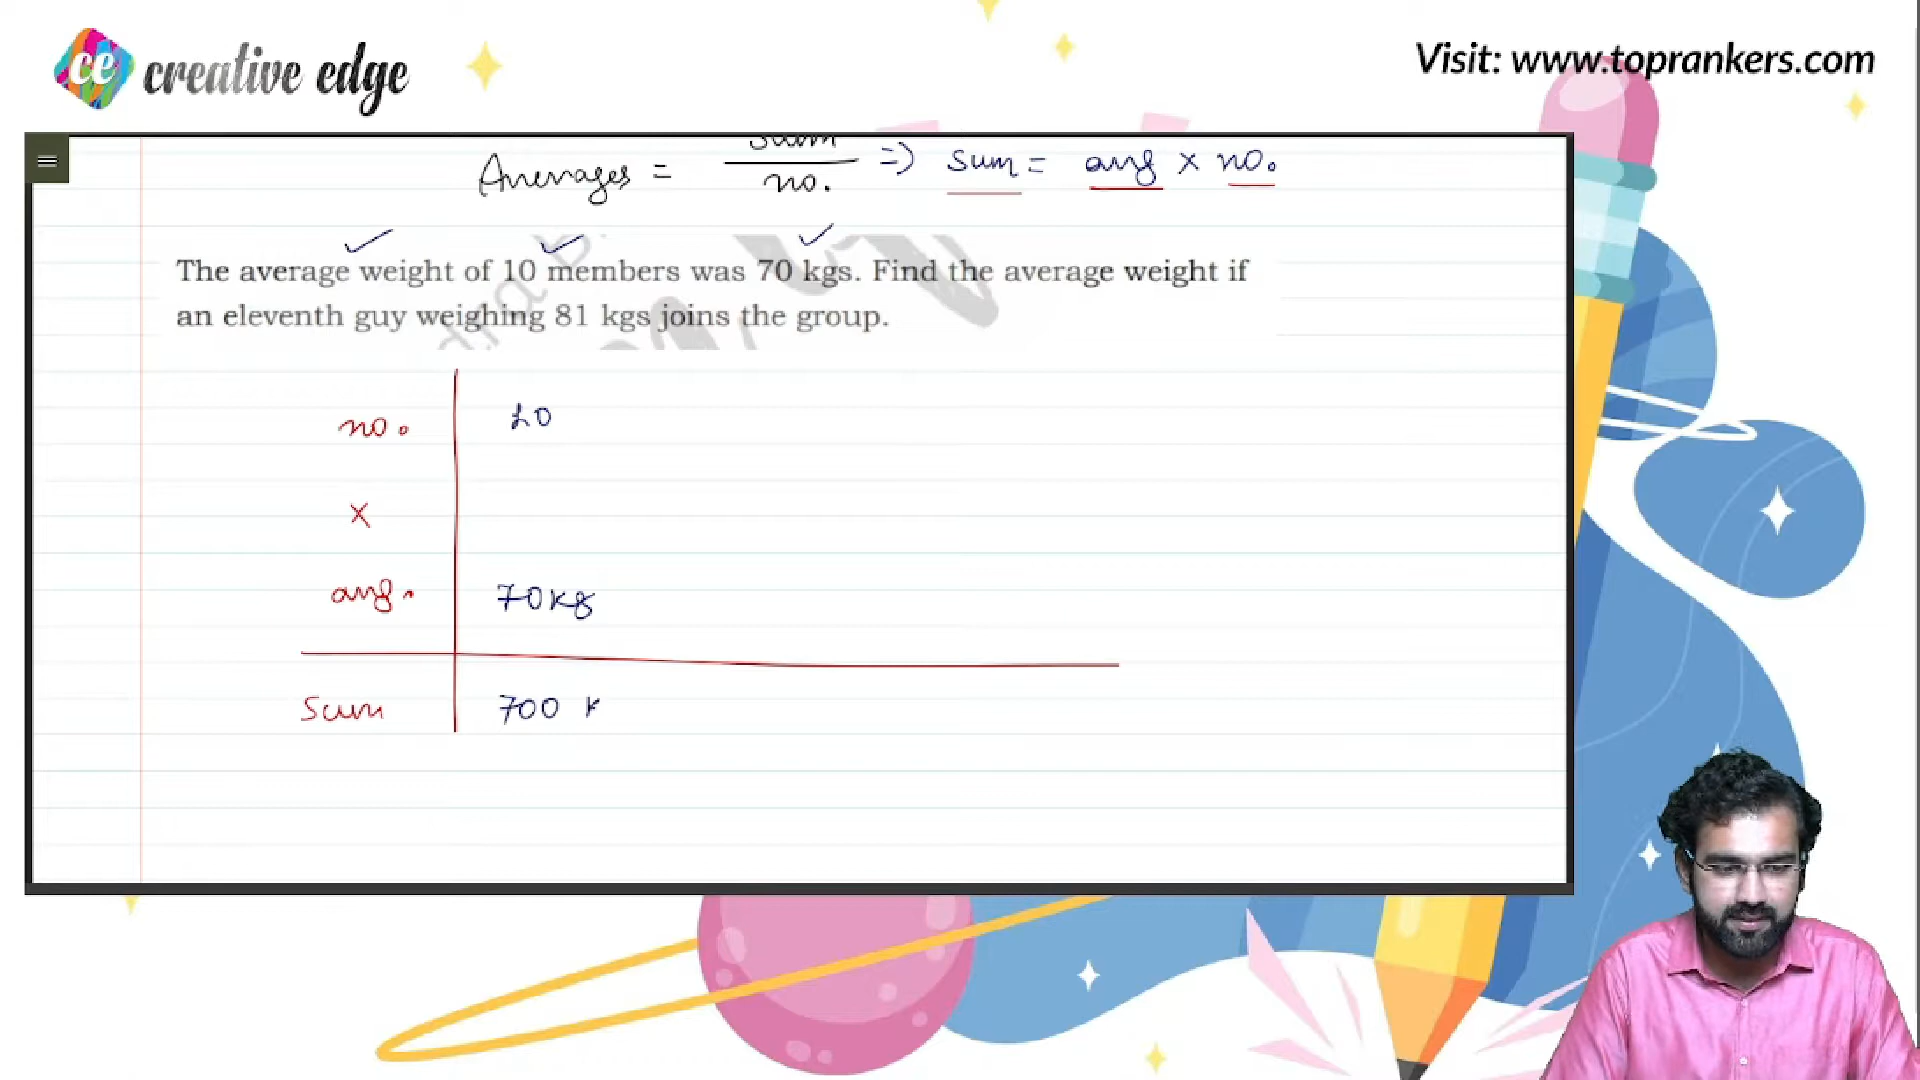 ce creative edge
Visit: www.toprankers.com
Averages = sum / no. => sum = avg × no.
The average weight of 10 members was 70 kgs. Find the average weight if
an eleventh guy weighing 81 kgs joins the group.
no. 10
×
avg. 70kg
Sum 700 k